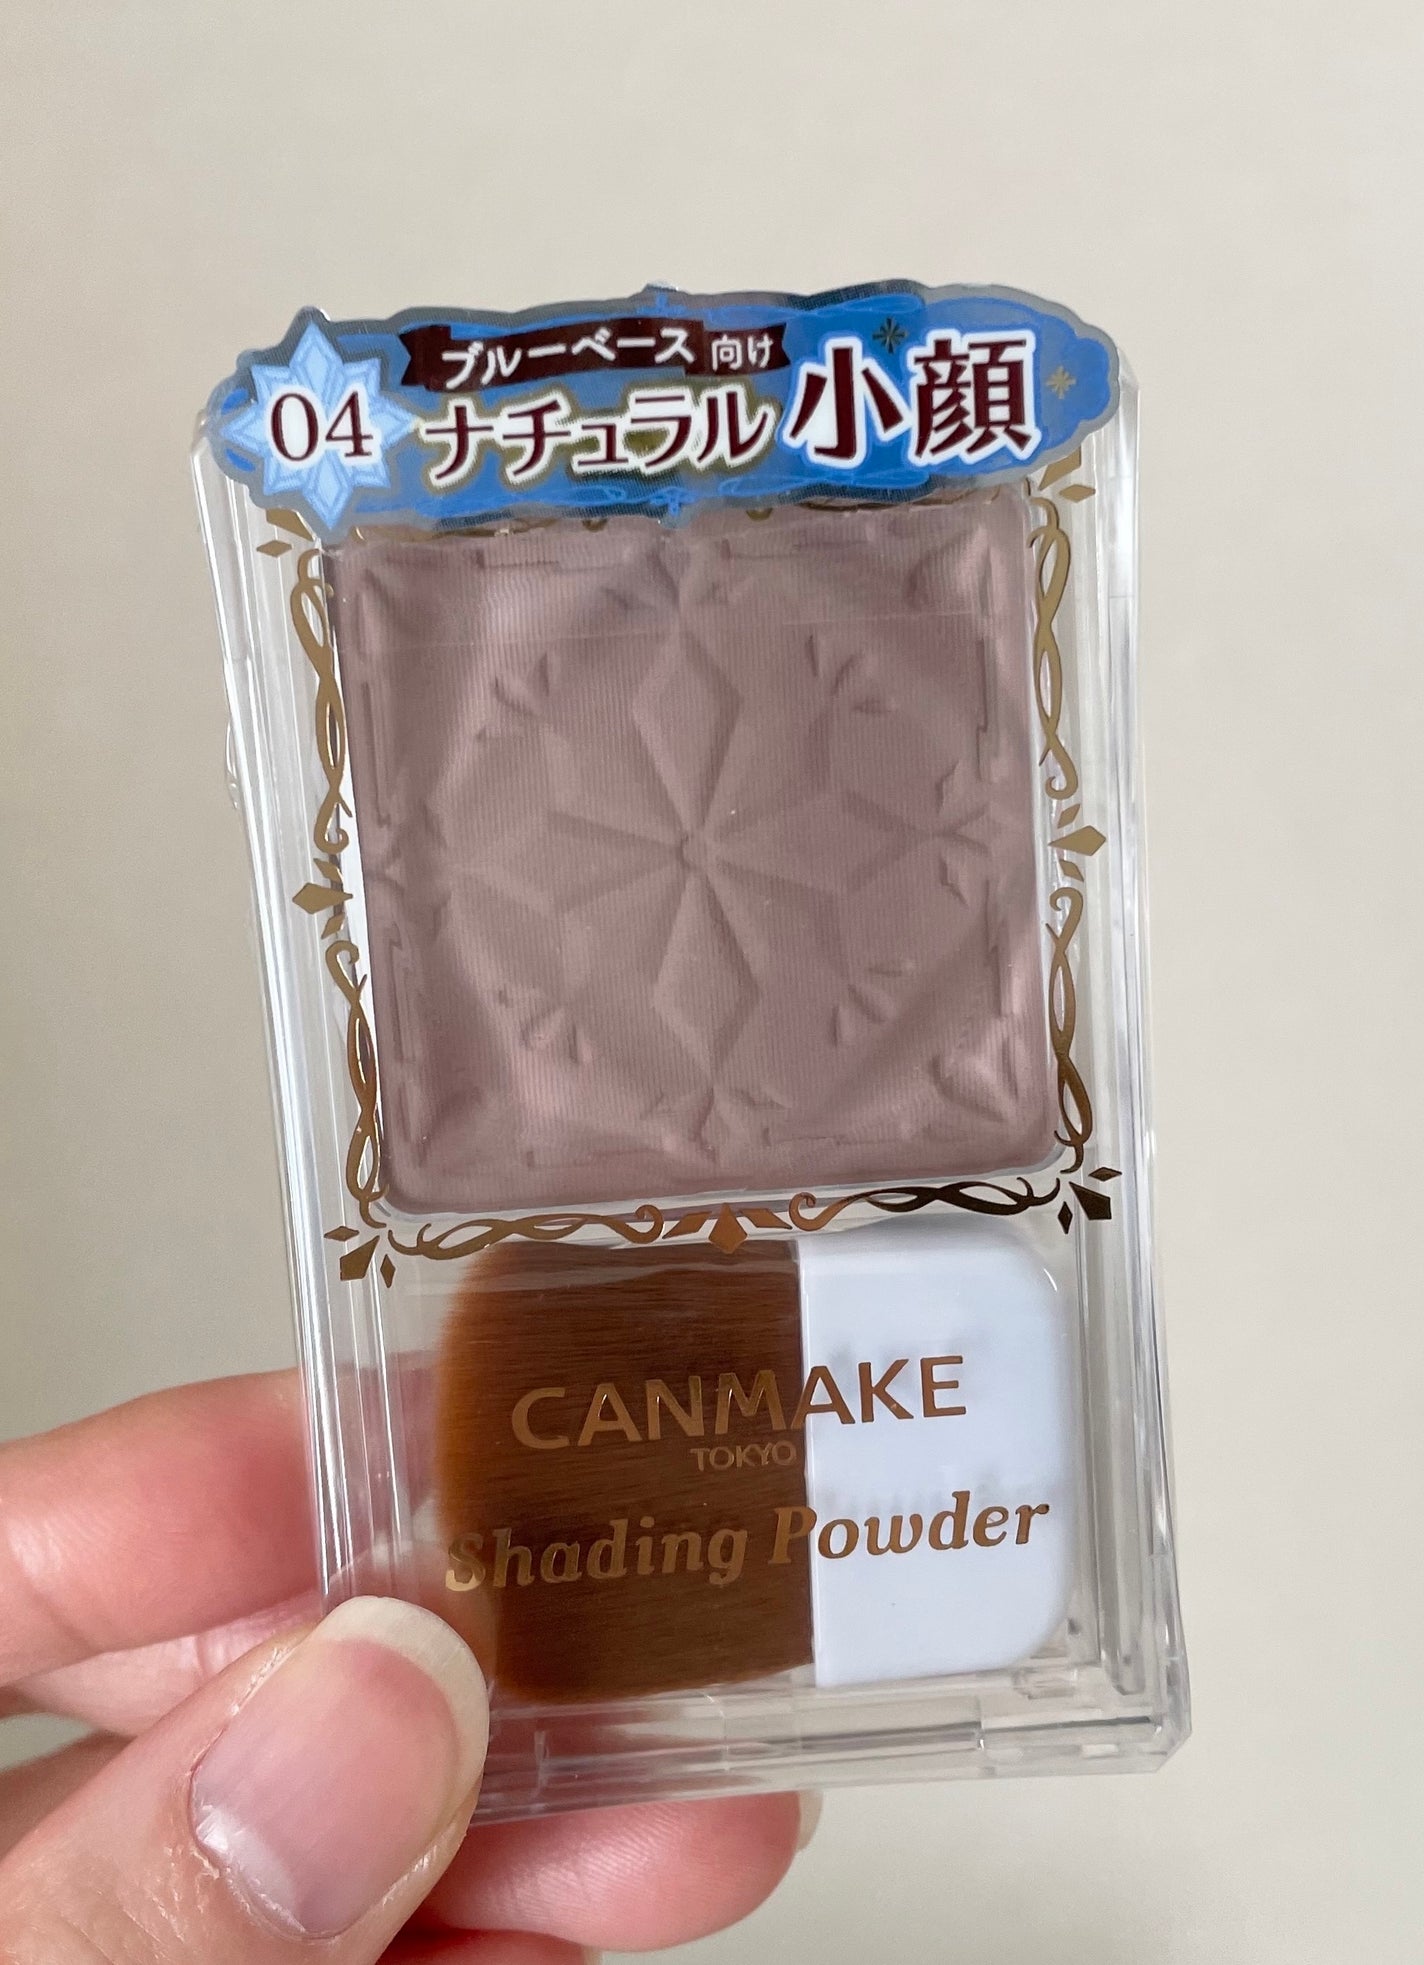 04
ブルーベース 向け
ナチュラル 小顔
CANMAKE
TOKYO
Shading Powder